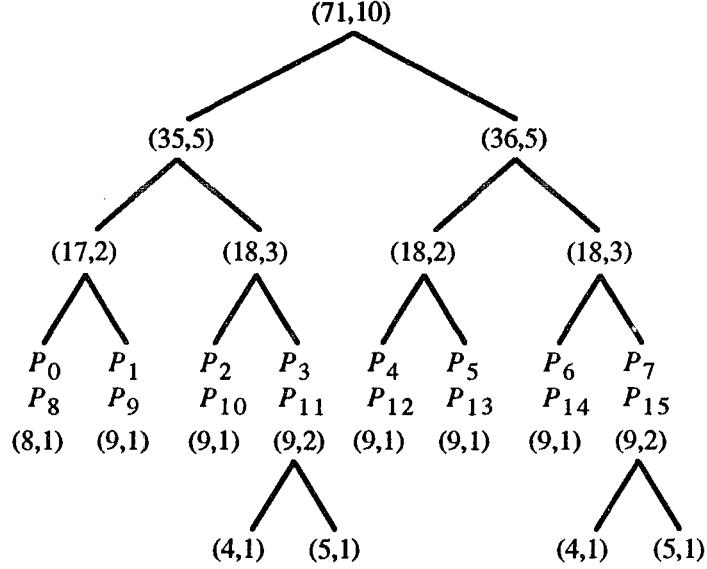 (71,10)
(35,5) (36,5)
(17,2) (18,3) (18,2) (18,3)
P0 P1 P2 P3 P4 P5 P6 P7
P8 P9 P10 P11 P12 P13 P14 P15
(8,1) (9,1) (9,1) (9,2) (9,1) (9,1) (9,1) (9,2)
(4,1) (5,1) (4,1) (5,1)